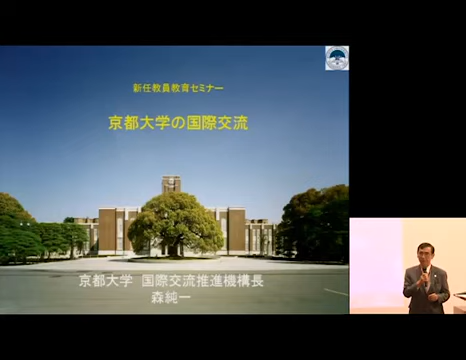 新任教員教育セミナー
京都大学の国際交流
京都大学　国際交流推進機構長
森純一